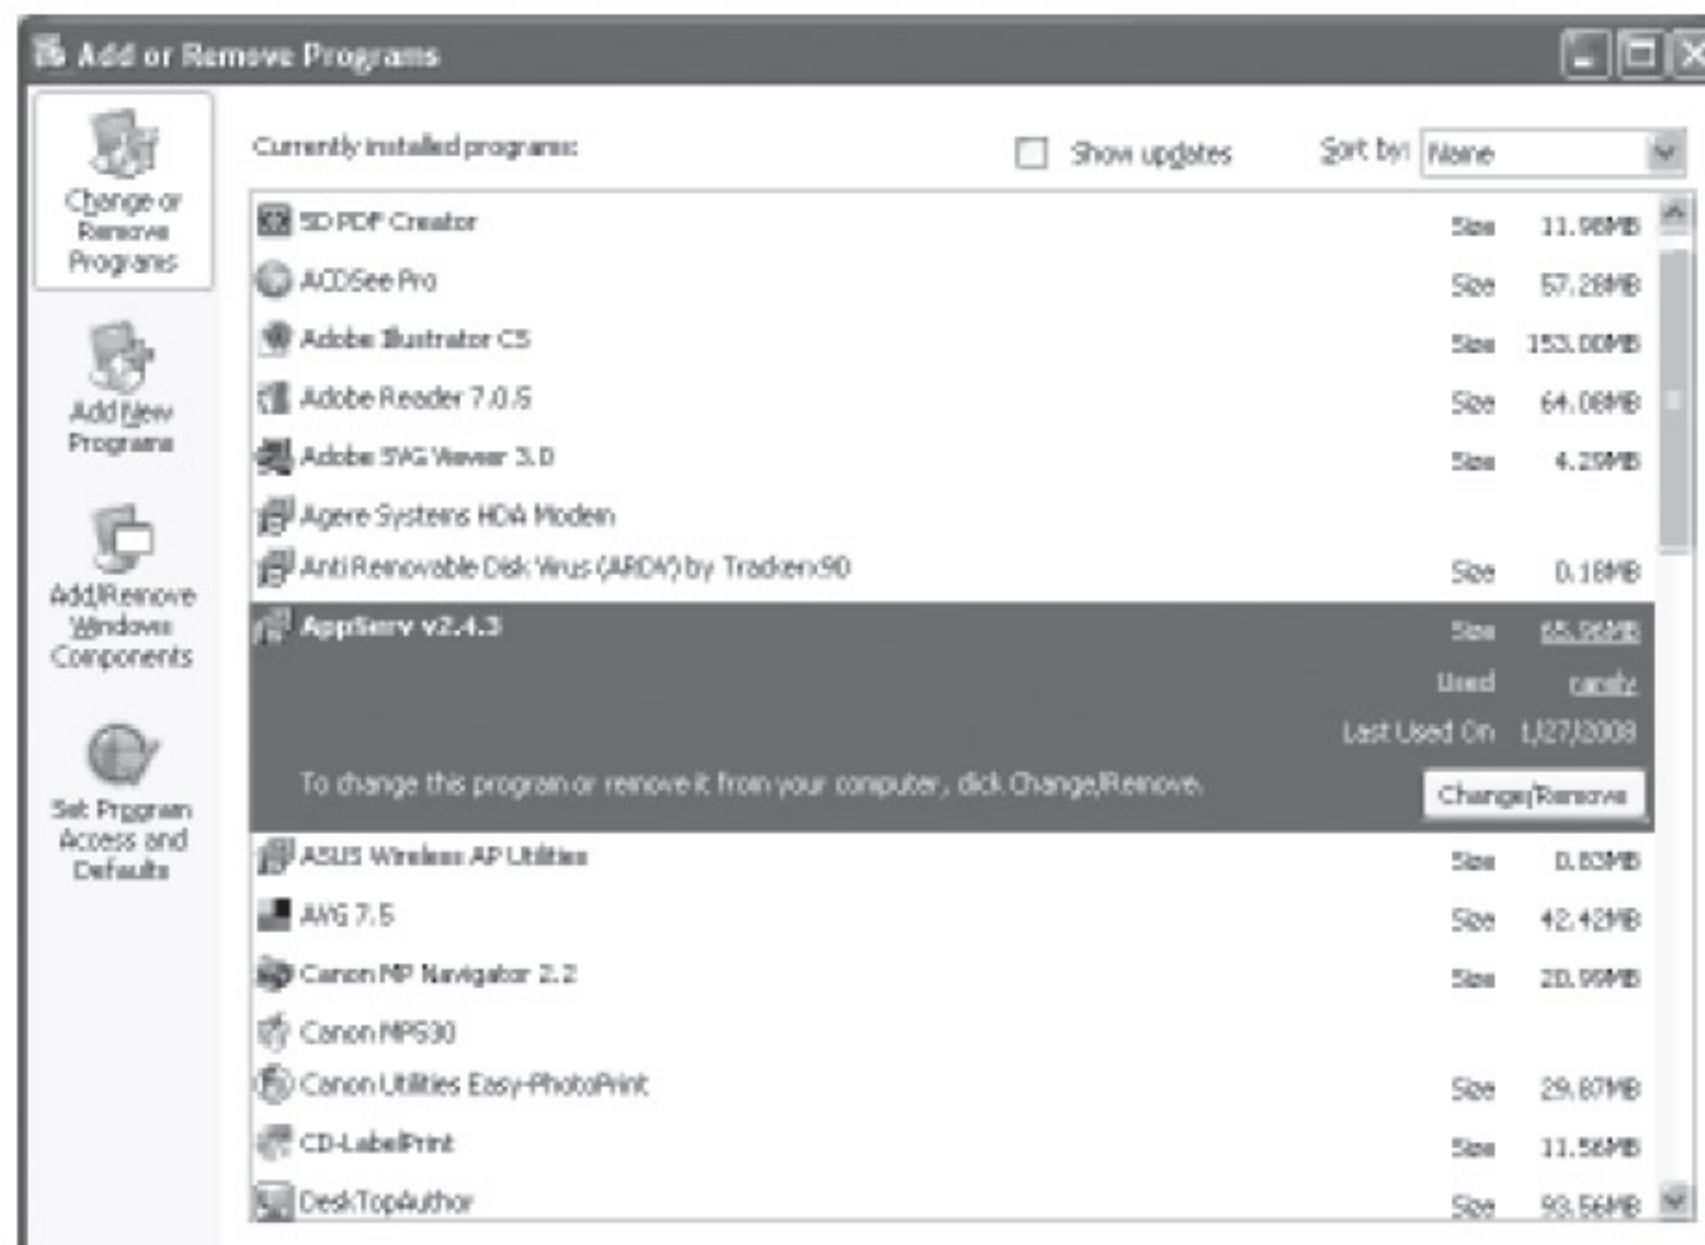 Add or Remove Programs
Change or
Remove
Programs
Add New
Programs
Add/Remove
Windows
Components
Set Program
Access and
Defaults
Currently installed programs:
Show updates
Sort by: Name
SD PDF Creator
Size 11.98MB
ACDSee Pro
Size 57.28MB
Adobe Illustrator CS
Size 153.00MB
Adobe Reader 7.0.5
Size 64.08MB
Adobe SVG Viewer 3.0
Size 4.29MB
Agere Systems HDA Modem
Anti Removable Disk Virus (ARDV) by
Size 0.18MB
AppServ v2.4.3
Size 65.96MB
Used rarely
Last Used On 1/27/2008
To change this program or remove it from your computer, click Change/Remove.
Change/Remove
ASUS Wireless AP Utilities
Size 0.83MB
AVG 7.5
Size 42.42MB
Canon MP Navigator 2.2
Size 20.99MB
Canon MP530
Canon Utilities Easy-PhotoPrint
Size 29.87MB
CD-LabelPrint
Size 11.56MB
DeskTopAuthor
Size 93.56MB